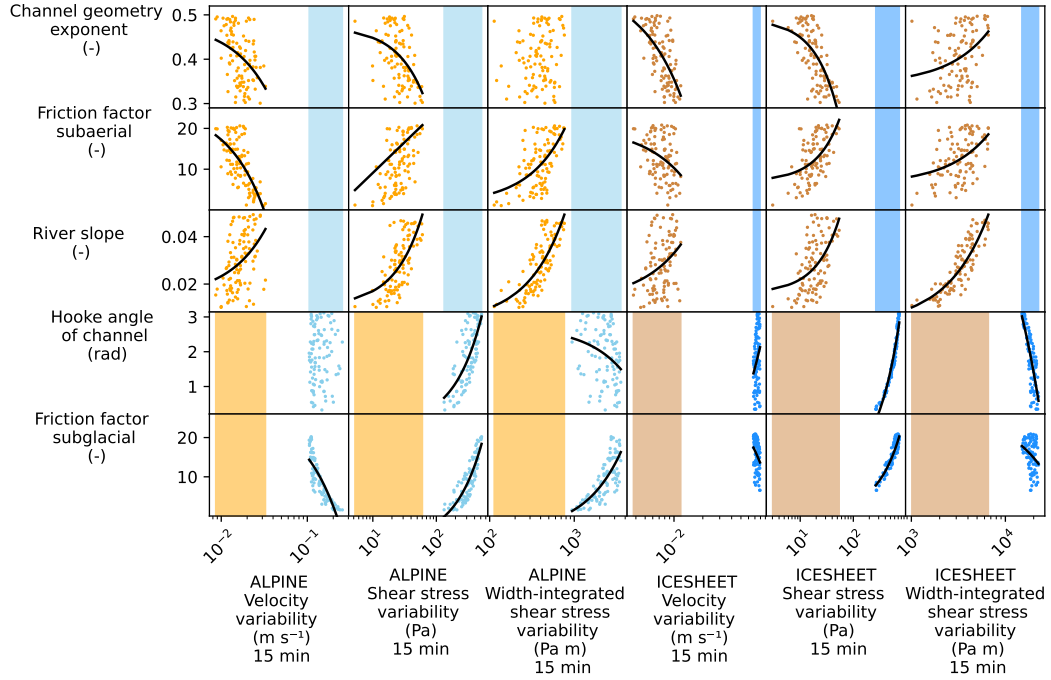 Channel geometry
exponent
(-)
0.5
0.4
0.3
Friction factor
subaerial
(-)
20
10
River slope
(-)
0.04
0.02
Hooke angle
of channel
(rad)
3
2
1
Friction factor
subglacial
(-)
20
10
10⁻² 10⁻¹ 10¹ 10² 10² 10³ 10⁻² 10¹ 10² 10³ 10⁴
ALPINE
Velocity
variability
(m s⁻¹)
15 min
ALPINE
Shear stress
variability
(Pa)
15 min
ALPINE
Width-integrated
shear stress
variability
(Pa m)
15 min
ICESHEET
Velocity
variability
(m s⁻¹)
15 min
ICESHEET
Shear stress
variability
(Pa)
15 min
ICESHEET
Width-integrated
shear stress
variability
(Pa m)
15 min